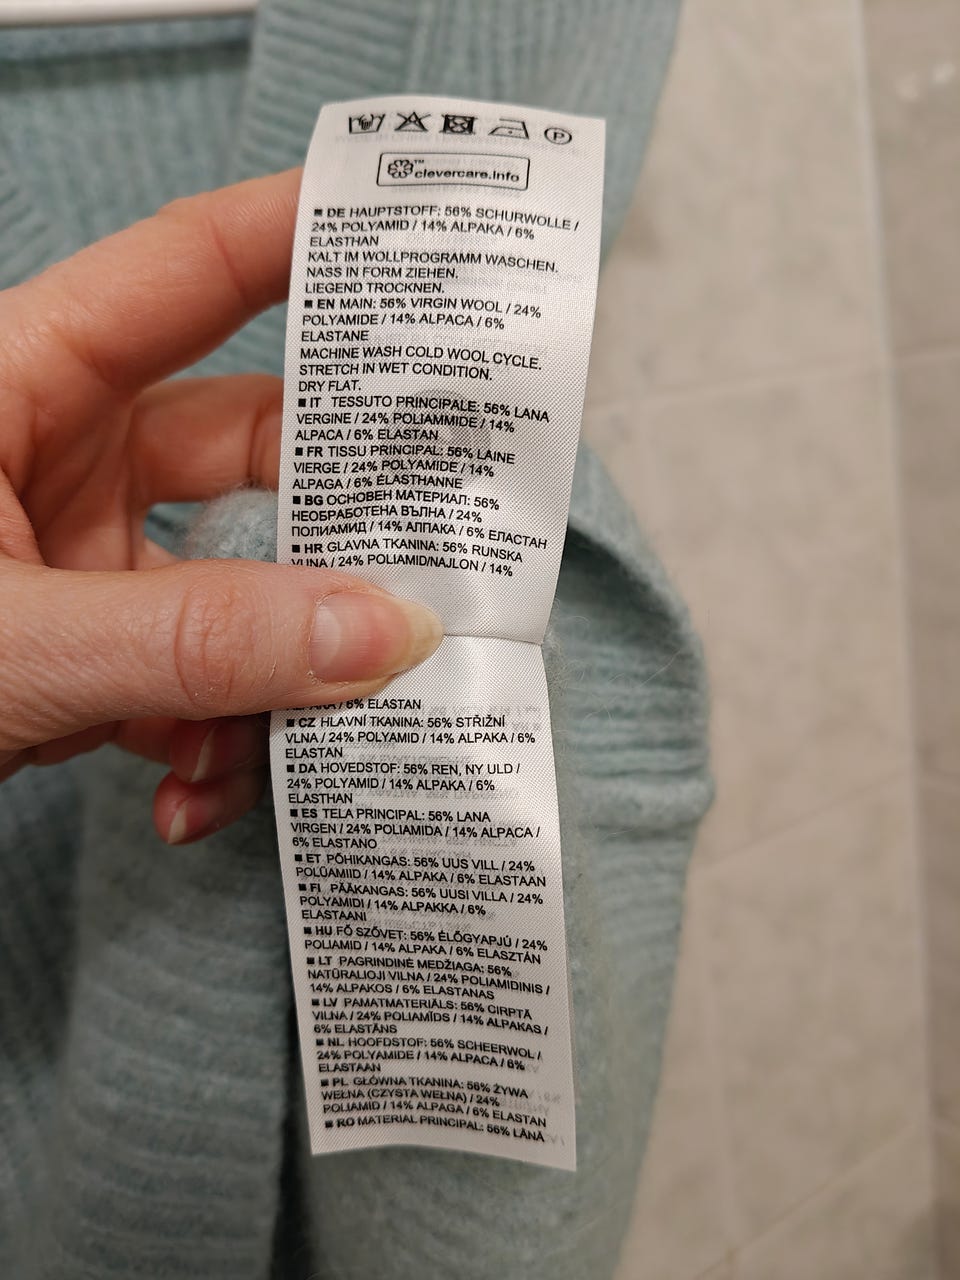 P
clevercare.info™
■ DE HAUPTSTOFF: 56% SCHURWOLLE /
24% POLYAMID / 14% ALPAKA / 6%
ELASTHAN
KALT IM WOLLPROGRAMM WASCHEN.
NASS IN FORM ZIEHEN.
LIEGEND TROCKNEN.
■ EN MAIN: 56% VIRGIN WOOL / 24%
POLYAMIDE / 14% ALPACA / 6%
ELASTANE
MACHINE WASH COLD WOOL CYCLE.
STRETCH IN WET CONDITION.
DRY FLAT.
■ IT TESSUTO PRINCIPALE: 56% LANA
VERGINE / 24% POLIAMMIDE / 14%
ALPACA / 6% ELASTAN
■ FR TISSU PRINCIPAL: 56% LAINE
VIERGE / 24% POLYAMIDE / 14%
ALPAGA / 6% ÉLASTHANNE
■ BG ОСНОВЕН МАТЕРИАЛ: 56%
НЕОБРАБОТЕНА ВЪЛНА / 24%
ПОЛИАМИД / 14% АЛПАКА / 6% ЕЛАСТАН
■ HR GLAVNA TKANINA: 56% RUNSKA
VUNA / 24% POLIAMID/NAJLON / 14%
ALPAKA / 6% ELASTAN
■ CZ HLAVNÍ TKANINA: 56% STŘIŽNÍ
VLNA / 24% POLYAMID / 14% ALPAKA / 6%
ELASTAN
■ DA HOVEDSTOF: 56% REN, NY ULD /
24% POLYAMID / 14% ALPAKA / 6%
ELASTHAN
■ ES TELA PRINCIPAL: 56% LANA
VIRGEN / 24% POLIAMIDA / 14% ALPACA /
6% ELASTANO
■ ET PÕHIKANGAS: 56% UUS VILL / 24%
POLÜAMIID / 14% ALPAKA / 6% ELASTAAN
■ FI PÄÄKANGAS: 56% UUSI VILLA / 24%
POLYAMIDI / 14% ALPAKKA / 6%
ELASTAANI
■ HU FŐ SZÖVET: 56% ÉLŐGYAPJÚ / 24%
POLIAMID / 14% ALPAKA / 6% ELASZTÁN
■ LT PAGRINDINĖ MEDŽIAGA: 56%
NATŪRALIOJI VILNA / 24% POLIAMIDINIS /
14% ALPAKOS / 6% ELASTANAS
■ LV PAMATMATERIĀLS: 56% CIRPTĀ
VILNA / 24% POLIAMĪDS / 14% ALPAKAS /
6% ELASTĀNS
■ NL HOOFDSTOF: 56% SCHEERWOL /
24% POLYAMIDE / 14% ALPACA / 6%
ELASTAAN
■ PL GŁÓWNA TKANINA: 56% ŻYWA
WEŁNA (CZYSTA WEŁNA) / 24%
POLIAMID / 14% ALPAGA / 6% ELASTAN
■ RO MATERIAL PRINCIPAL: 56% LÂNĂ